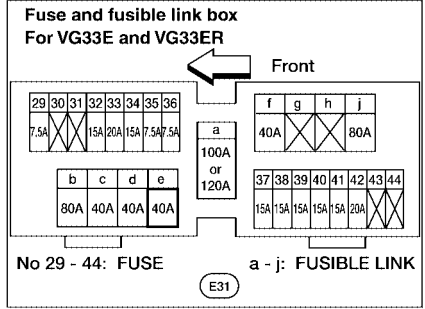 Fuse and fusible link box
For VG33E and VG33ER
Front
29 30 31 32 33 34 35 36
7.5A 15A 20A 15A 7.5A 7.5A
a
100A
or
120A
f g h j
40A 80A
b c d e
80A 40A 40A 40A
37 38 39 40 41 42 43 44
15A 15A 15A 15A 15A 20A
No 29 - 44: FUSE
a - j: FUSIBLE LINK
E31